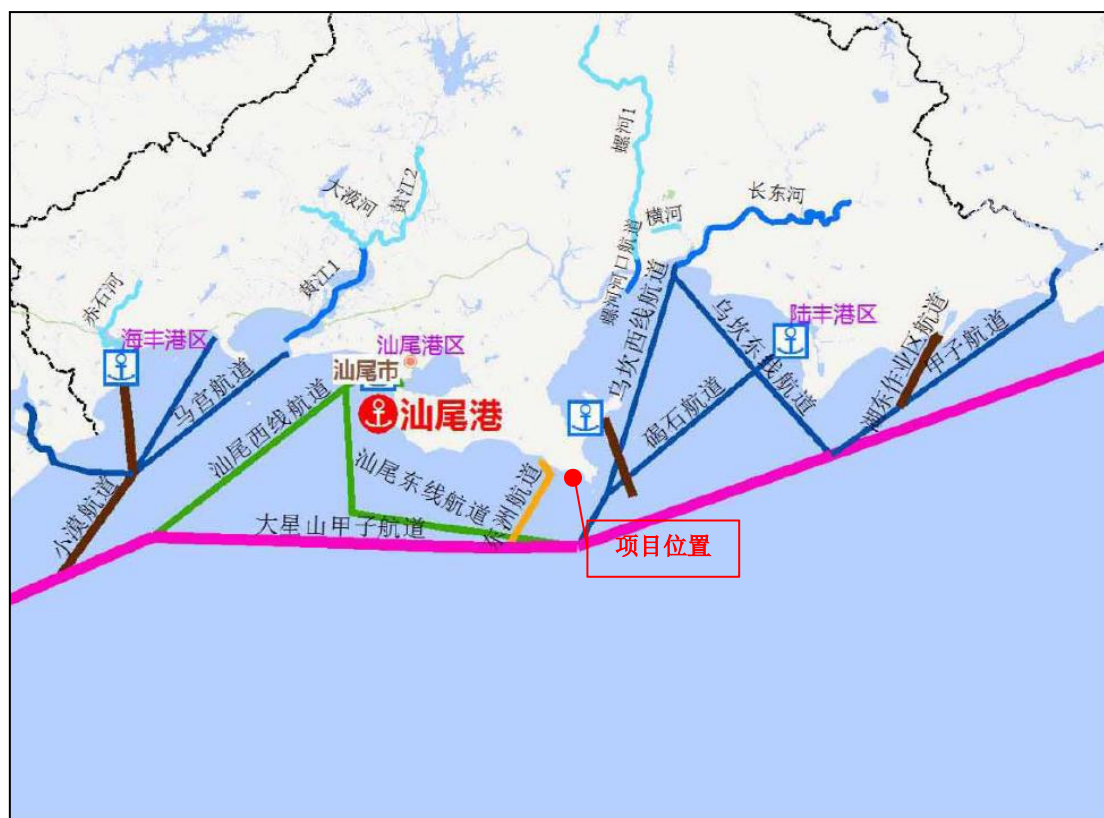 螺河1
大液河
黄江2
横河
长东河
赤石河
黄江1
螺河河口航道
海丰港区
汕尾港区
陆丰港区
汕尾市
汕尾港
马宫航道
汕尾西线航道
乌坎西线航道
乌坎东线航道
碣石航道
湖东作业区航道
甲子航道
小漠航道
汕尾东线航道
东洲航道
大星山甲子航道
项目位置